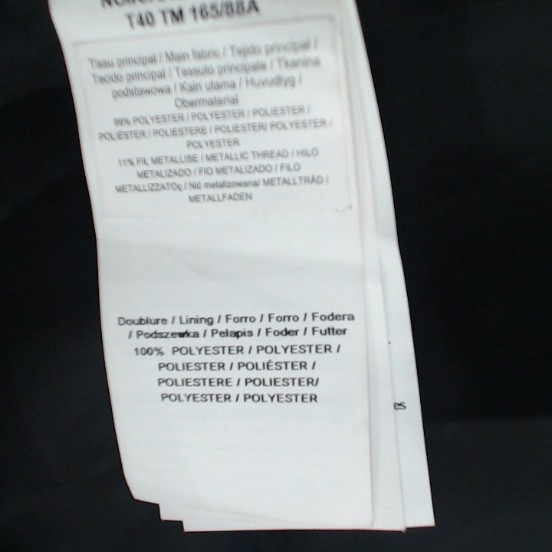 T40 TM 165/88A
Tissu principal / Main fabric / Tejido principal /
Tecido principal / Tessuto principale / Tkanina
podstawowa / Kain utama / Huvudtyg /
Obermaterial
89% POLYESTER / POLYESTER / POLIESTER /
POLIÉSTER / POLIESTERE / POLIESTER/ POLYESTER /
POLYESTER
11% FIL METALLISE / METALLIC THREAD / HILO
METALIZADO / FIO METALIZADO / FILO
METALLIZZATOç / Nić metalizowana/ METALLTRÅD /
METALLFADEN
Doublure / Lining / Forro / Forro / Fodera
/ Podszewka / Pelapis / Foder / Futter
100% POLYESTER / POLYESTER /
POLIESTER / POLIÉSTER /
POLIESTERE / POLIESTER/
POLYESTER / POLYESTER
es